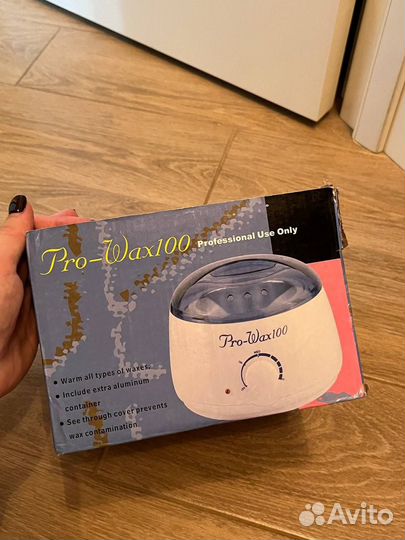 Pro-Wax100 Professional Use Only
Pro-Wax100
• Warm all types of waxes.
• Include extra aluminum
container
• See through cover prevents
wax contamination.
Avito